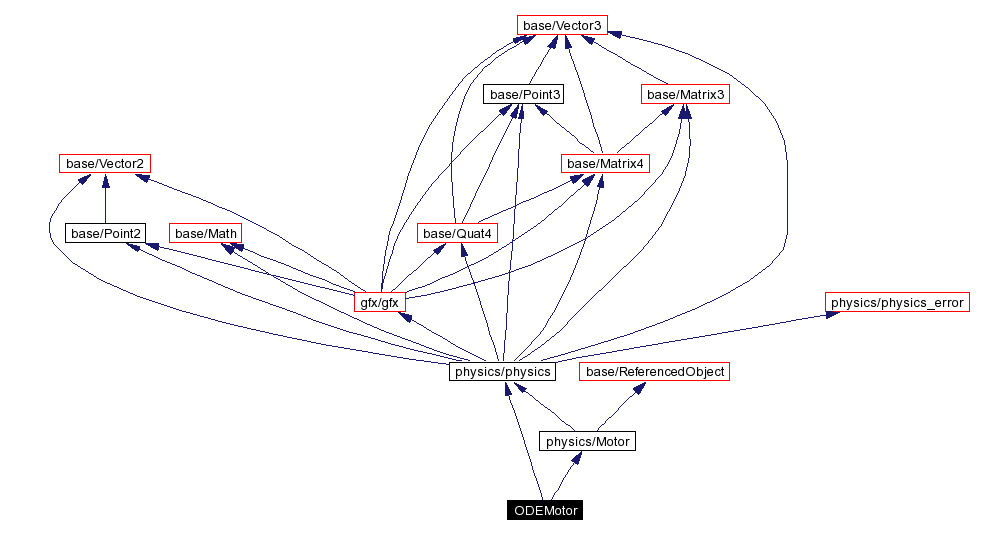 base/Vector3
base/Point3
base/Matrix3
base/Vector2
base/Matrix4
base/Point2
base/Math
base/Quat4
gfx/gfx
physics/physics_error
physics/physics
base/ReferencedObject
physics/Motor
ODEMotor